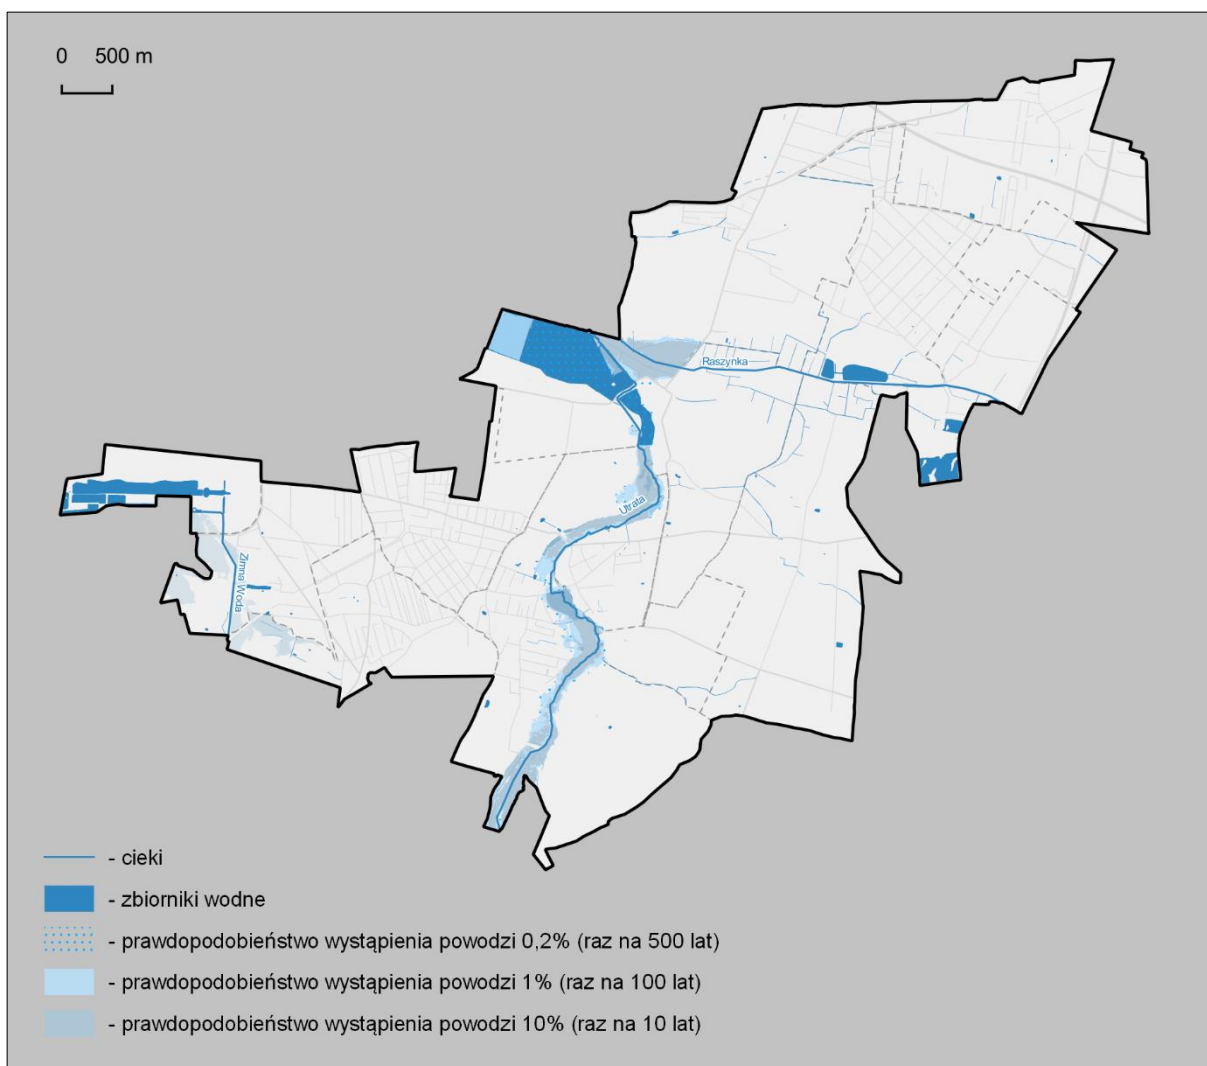 0 500 m
Raszynka
Utrata
Zimna Woda
- cieki
- zbiorniki wodne
- prawdopodobieństwo wystąpienia powodzi 0,2% (raz na 500 lat)
- prawdopodobieństwo wystąpienia powodzi 1% (raz na 100 lat)
- prawdopodobieństwo wystąpienia powodzi 10% (raz na 10 lat)